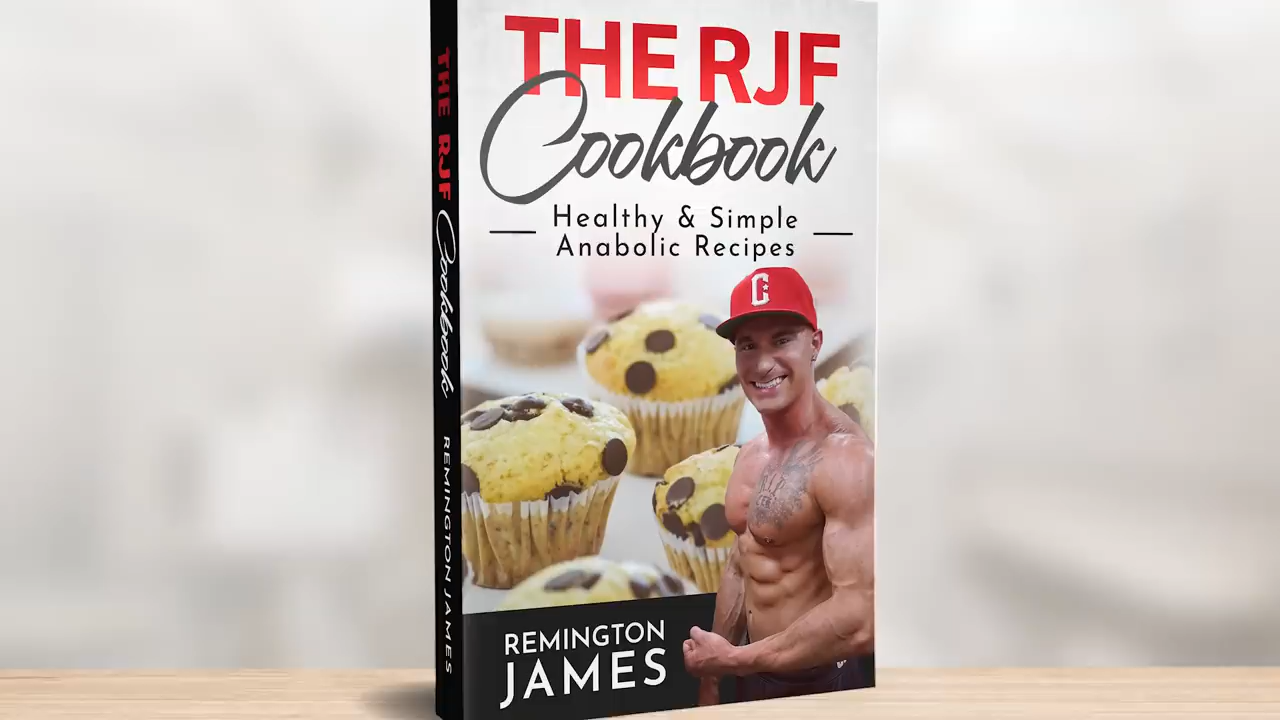 THE RJF
Cookbook
Healthy & Simple
Anabolic Recipes
C
REMINGTON
JAMES
THE RJF Cookbook REMINGTON JAMES